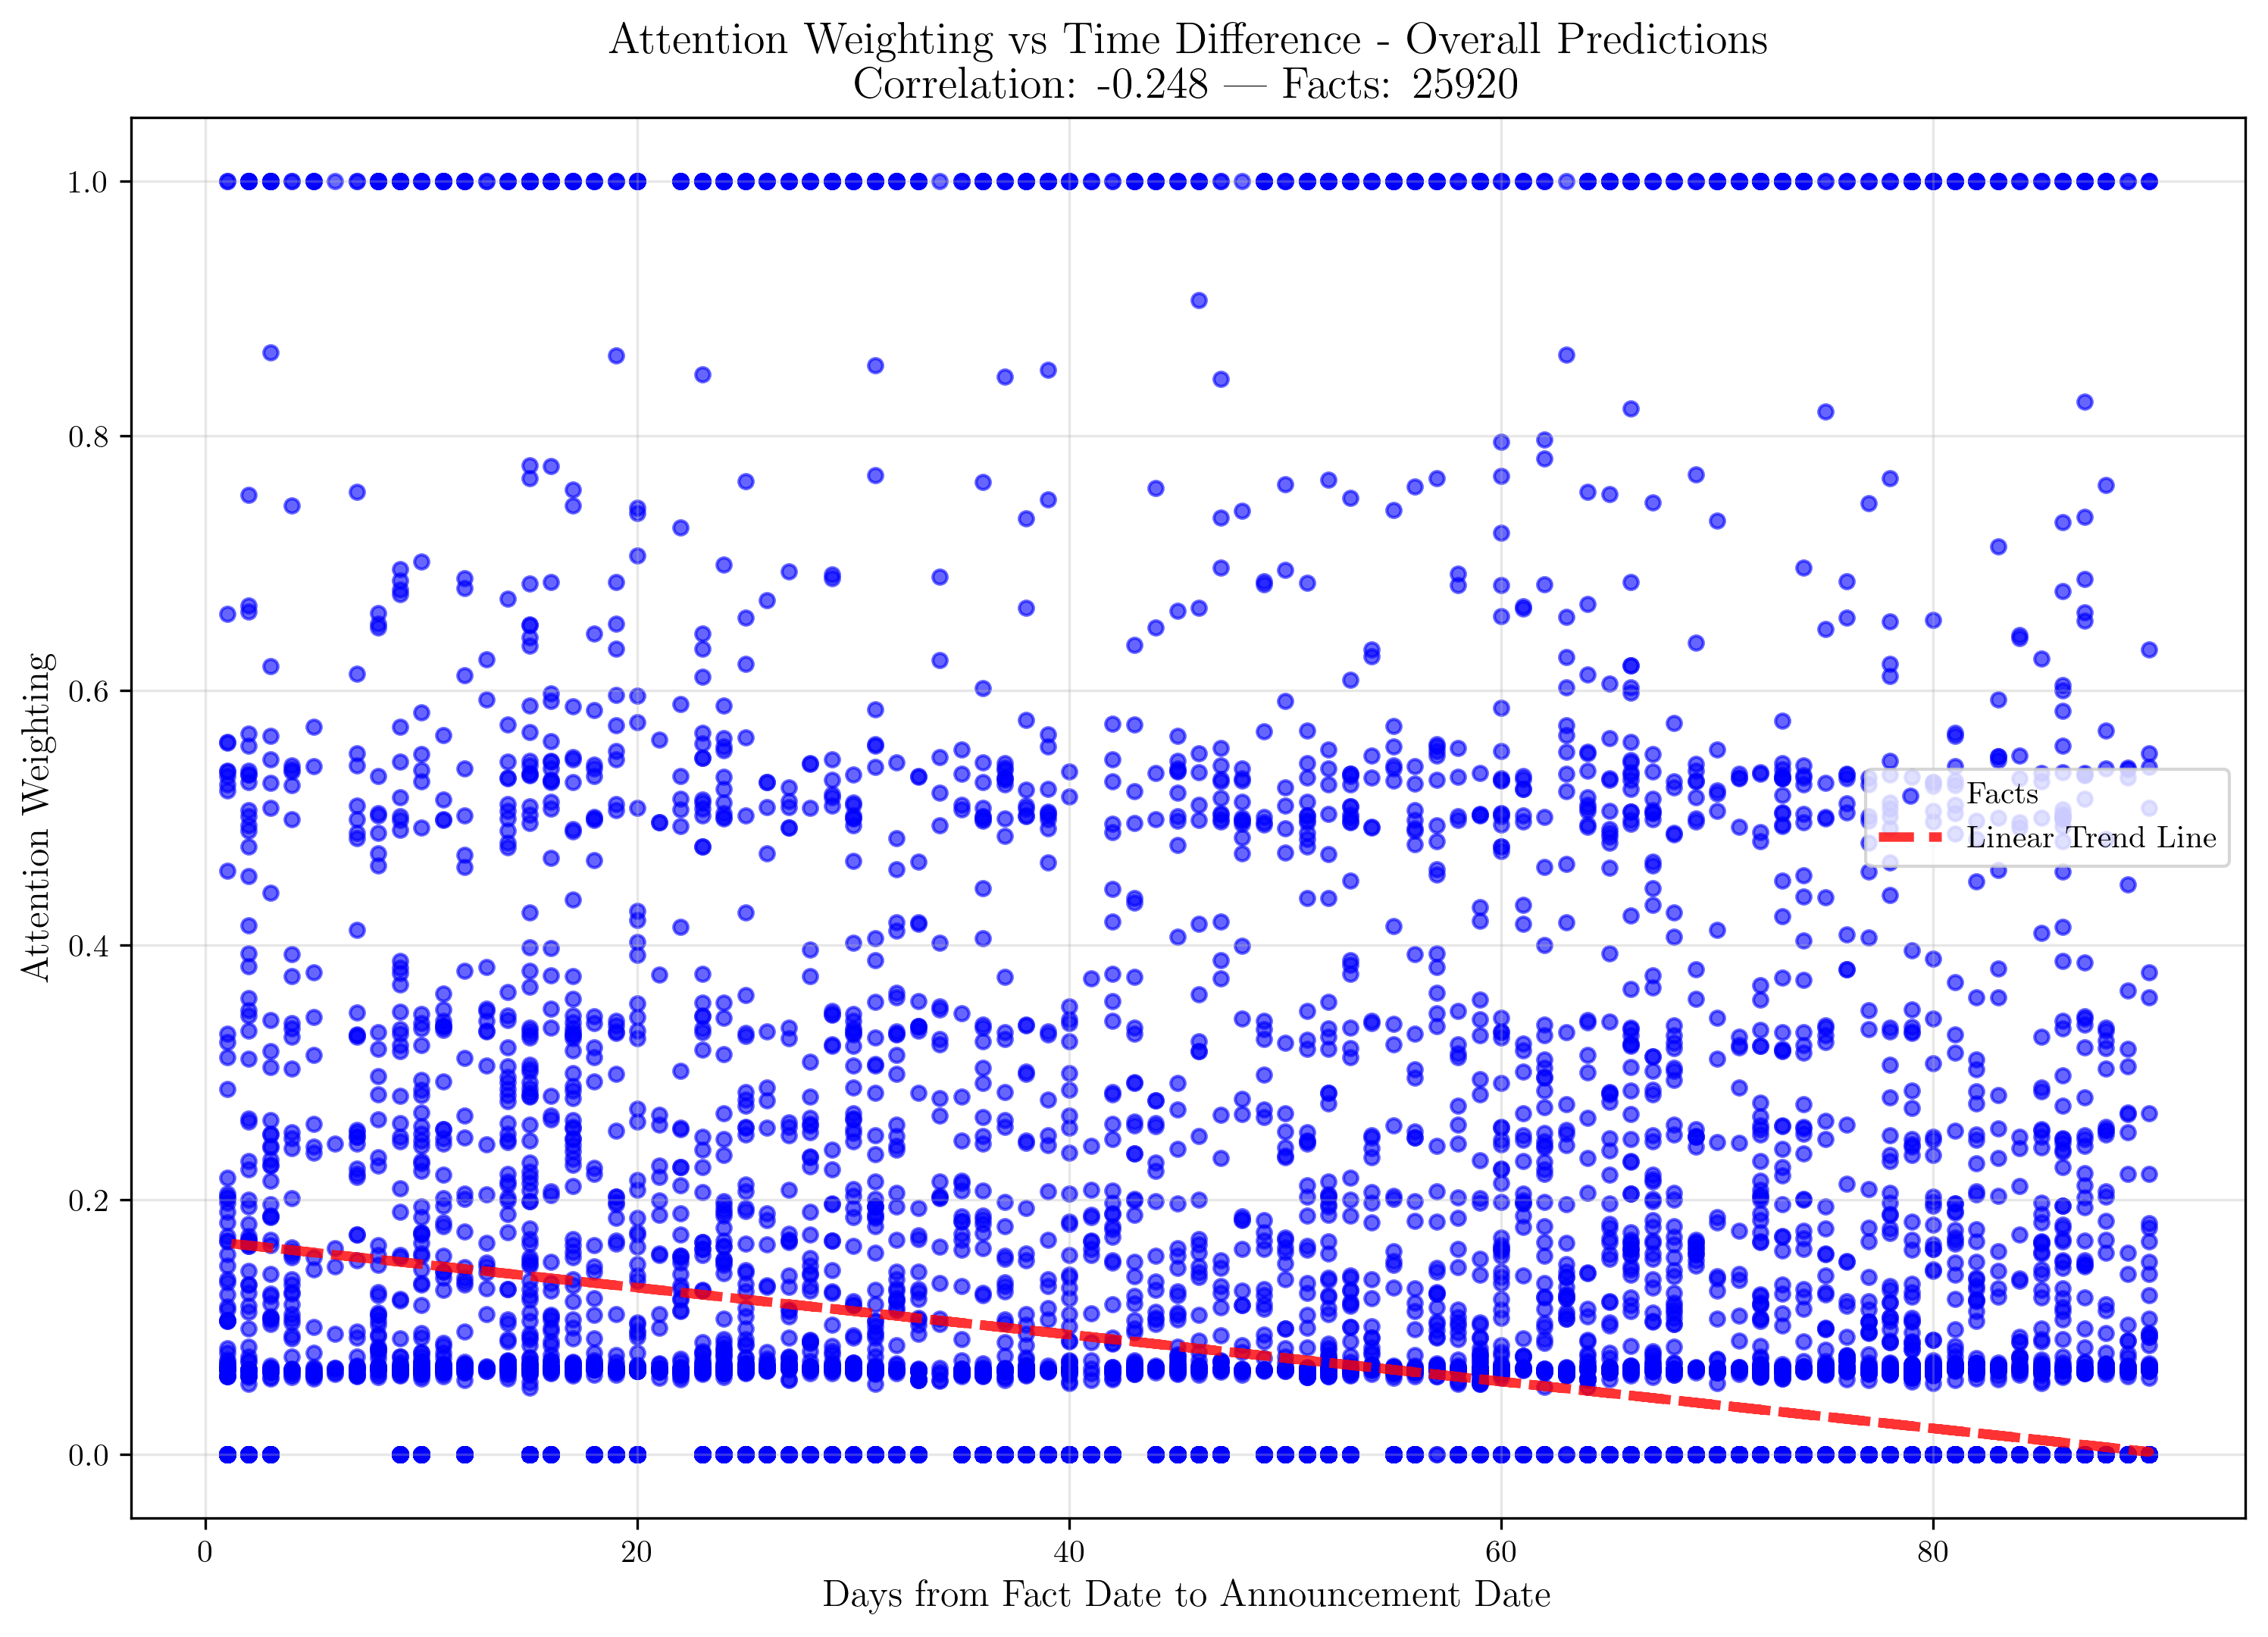 Attention Weighting vs Time Difference - Overall Predictions
Correlation: -0.248 — Facts: 25920
Attention Weighting
1.0
0.8
0.6
0.4
0.2
0.0
Facts
Linear Trend Line
0 20 40 60 80
Days from Fact Date to Announcement Date